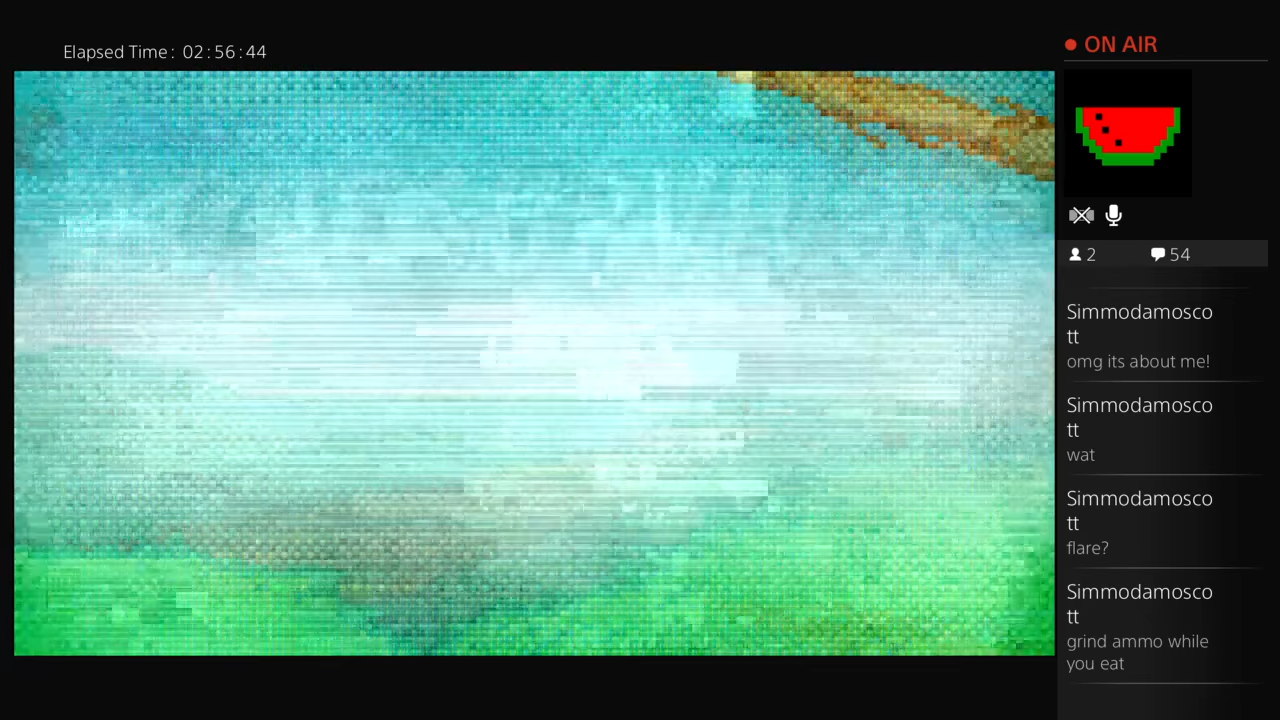 Elapsed Time: 02:56:44
ON AIR
2 54
Simmodamosco
tt
omg its about me!
Simmodamosco
tt
wat
Simmodamosco
tt
flare?
Simmodamosco
tt
grind ammo while
you eat